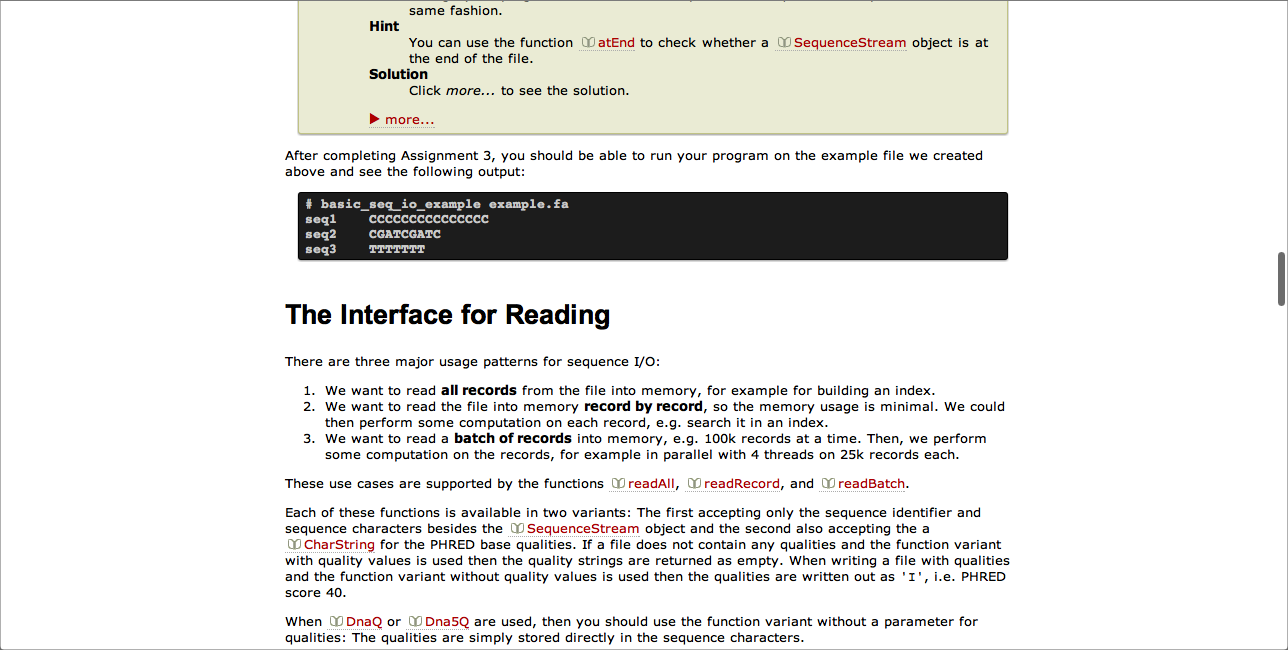 same fashion.
Hint
You can use the function atEnd to check whether a SequenceStream object is at
the end of the file.
Solution
Click more... to see the solution.
more...
After completing Assignment 3, you should be able to run your program on the example file we created
above and see the following output:
# basic_seq_io_example example.fa
seq1 CCCCCCCCCCCCCCC
seq2 CGATCGATC
seq3 TTTTTTT
The Interface for Reading
There are three major usage patterns for sequence I/O:
1. We want to read all records from the file into memory, for example for building an index.
2. We want to read the file into memory record by record, so the memory usage is minimal. We could
then perform some computation on each record, e.g. search it in an index.
3. We want to read a batch of records into memory, e.g. 100k records at a time. Then, we perform
some computation on the records, for example in parallel with 4 threads on 25k records each.
These use cases are supported by the functions readAll, readRecord, and readBatch.
Each of these functions is available in two variants: The first accepting only the sequence identifier and
sequence characters besides the SequenceStream object and the second also accepting the a
CharString for the PHRED base qualities. If a file does not contain any qualities and the function variant
with quality values is used then the quality strings are returned as empty. When writing a file with qualities
and the function variant without quality values is used then the qualities are written out as 'I', i.e. PHRED
score 40.
When DnaQ or Dna5Q are used, then you should use the function variant without a parameter for
qualities: The qualities are simply stored directly in the sequence characters.